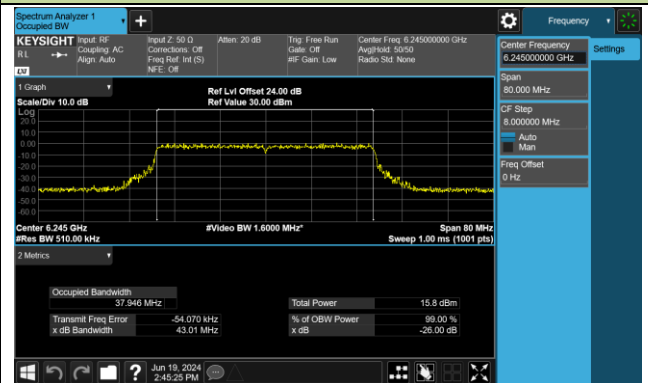 Spectrum Analyzer 1
Occupied BW
Frequency
KEYSIGHT
RL
Input: RF
Coupling: AC
Align: Auto
Input Z: 50 Ω
Corrections: Off
Freq Ref: Int (S)
NFE: Off
Atten: 20 dB
Trig: Free Run
Gate: Off
#IF Gain: Low
Center Freq: 6.245000000 GHz
Avg|Hold: 50/50
Radio Std: None
Center Frequency
6.245000000 GHz
Settings
Span
80.000 MHz
CF Step
8.000000 MHz
Auto
Man
Freq Offset
0 Hz
1 Graph
Scale/Div 10.0 dB
Ref Lvl Offset 24.00 dB
Ref Value 30.00 dBm
Log
20.0
10.0
0.00
-10.0
-20.0
-30.0
-40.0
-50.0
-60.0
Center 6.245 GHz
#Res BW 510.00 kHz
#Video BW 1.6000 MHz*
Span 80 MHz
Sweep 1.00 ms (1001 pts)
2 Metrics
Occupied Bandwidth
37.946 MHz
Total Power 15.8 dBm
Transmit Freq Error -54.070 kHz
% of OBW Power 99.00 %
x dB Bandwidth 43.01 MHz
x dB -26.00 dB
?
Jun 19, 2024
2:45:25 PM